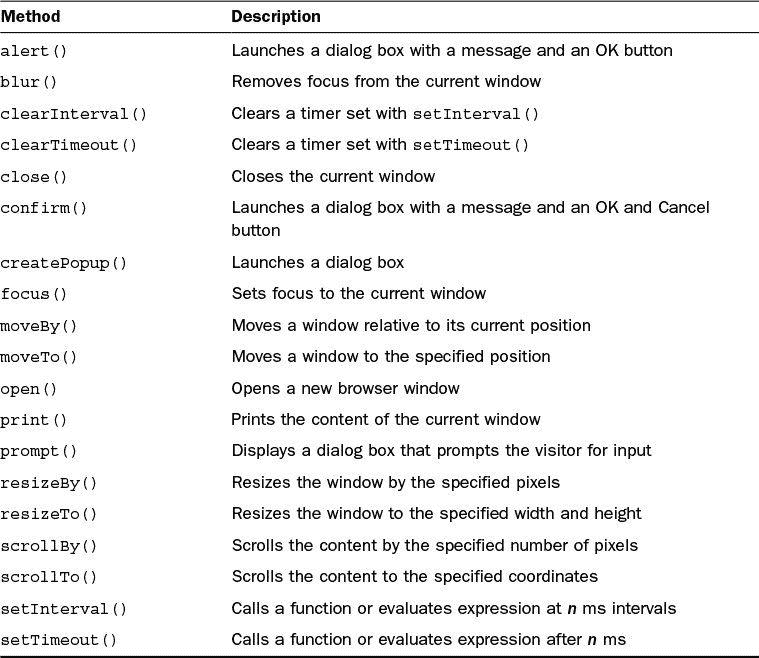 Method Description
alert() Launches a dialog box with a message and an OK button
blur() Removes focus from the current window
clearInterval() Clears a timer set with setInterval()
clearTimeout() Clears a timer set with setTimeout()
close() Closes the current window
confirm() Launches a dialog box with a message and an OK and Cancel
button
createPopup() Launches a dialog box
focus() Sets focus to the current window
moveBy() Moves a window relative to its current position
moveTo() Moves a window to the specified position
open() Opens a new browser window
print() Prints the content of the current window
prompt() Displays a dialog box that prompts the visitor for input
resizeBy() Resizes the window by the specified pixels
resizeTo() Resizes the window to the specified width and height
scrollBy() Scrolls the content by the specified number of pixels
scrollTo() Scrolls the content to the specified coordinates
setInterval() Calls a function or evaluates expression at n ms intervals
setTimeout() Calls a function or evaluates expression after n ms